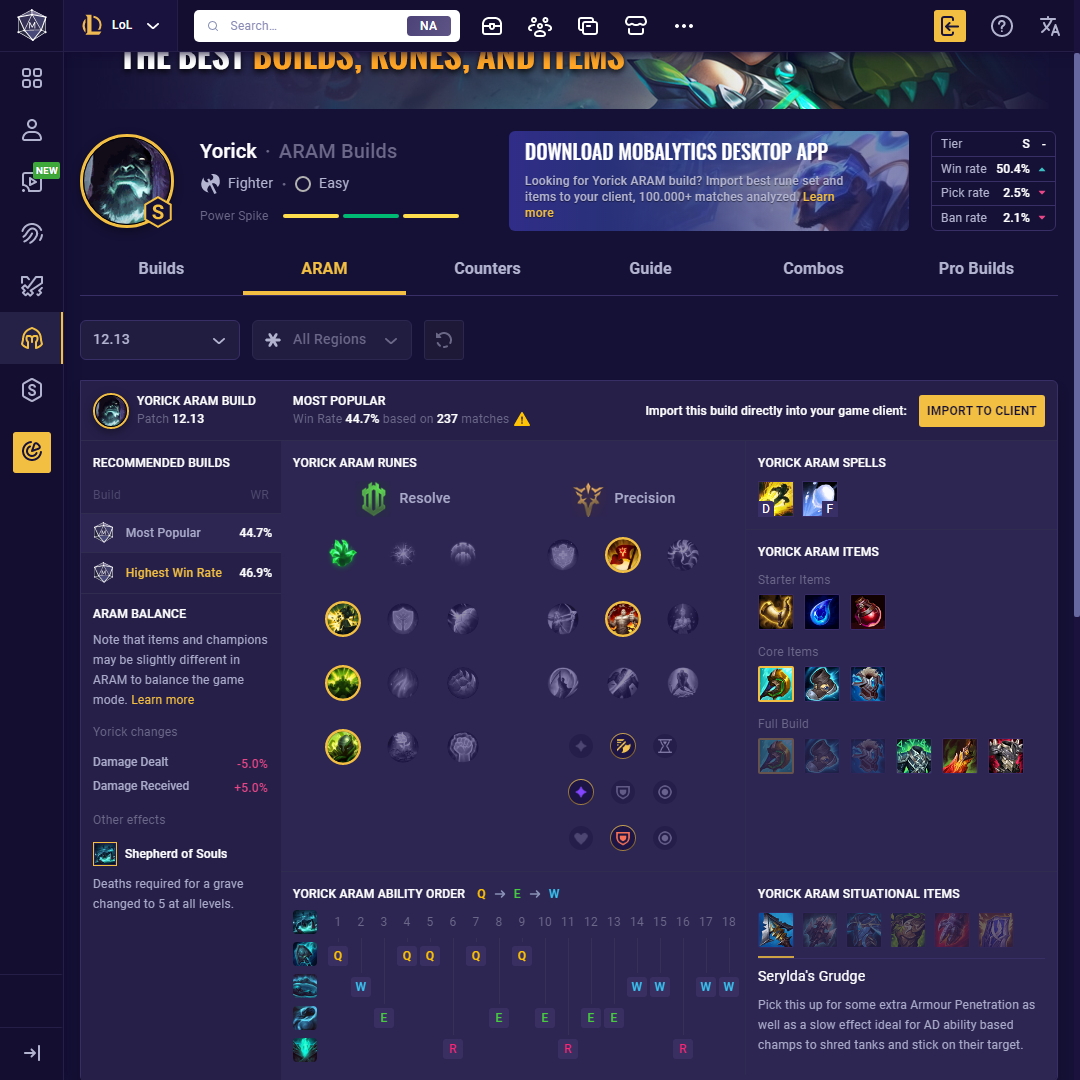 LoL
Search...
NA
THE BEST BUILDS, RUNES, AND ITEMS
NEW
Yorick · ARAM Builds
Fighter · Easy
Power Spike
S
DOWNLOAD MOBALYTICS DESKTOP APP
Looking for Yorick ARAM build? Import best rune set and
items to your client, 100.000+ matches analyzed. Learn
more
Tier S -
Win rate 50.4%
Pick rate 2.5%
Ban rate 2.1%
Builds
ARAM
Counters
Guide
Combos
Pro Builds
12.13
All Regions
YORICK ARAM BUILD
Patch 12.13
MOST POPULAR
Win Rate 44.7% based on 237 matches
Import this build directly into your game client:
IMPORT TO CLIENT
RECOMMENDED BUILDS
Build WR
Most Popular 44.7%
Highest Win Rate 46.9%
ARAM BALANCE
Note that items and champions
may be slightly different in
ARAM to balance the game
mode. Learn more
Yorick changes
Damage Dealt -5.0%
Damage Received +5.0%
Other effects
Shepherd of Souls
Deaths required for a grave
changed to 5 at all levels.
YORICK ARAM RUNES
Resolve
Precision
YORICK ARAM SPELLS
D F
YORICK ARAM ITEMS
Starter Items
Core Items
Full Build
YORICK ARAM ABILITY ORDER Q → E → W
1 2 3 4 5 6 7 8 9 10 11 12 13 14 15 16 17 18
Q Q Q Q Q
W W W W W
E E E E E
R R R
YORICK ARAM SITUATIONAL ITEMS
Serylda's Grudge
Pick this up for some extra Armour Penetration as
well as a slow effect ideal for AD ability based
champs to shred tanks and stick on their target.